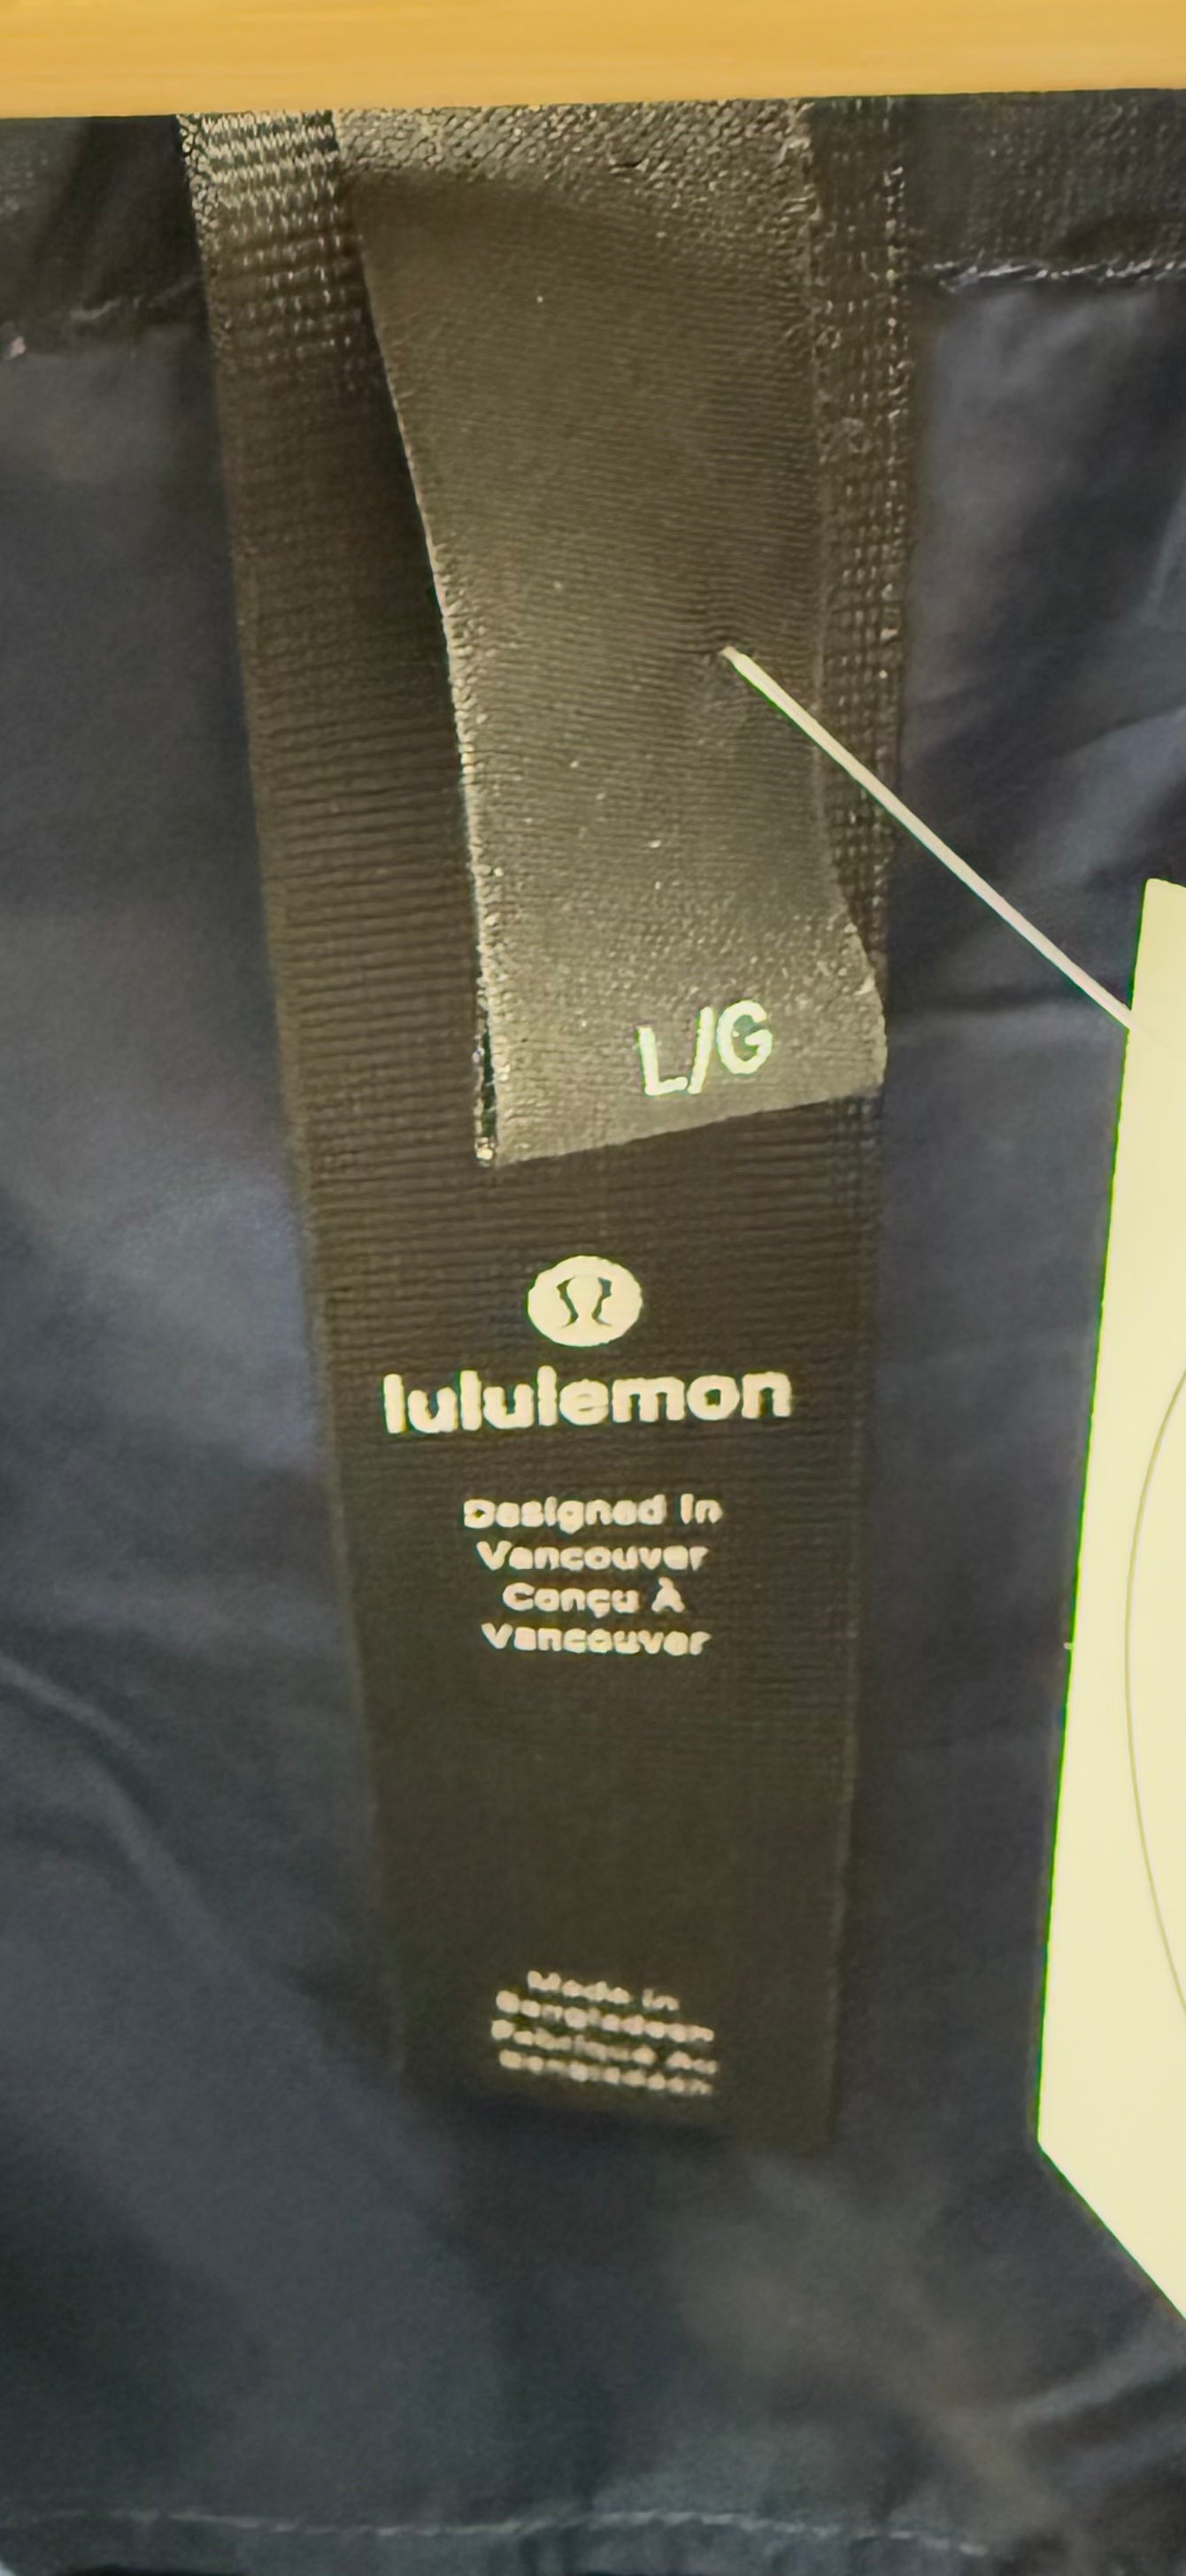 L/G
lululemon
Designed in
Vancouver
Conçu À
Vancouver
Made in
Bangladesh
Fabriqué Au
Bangladesh